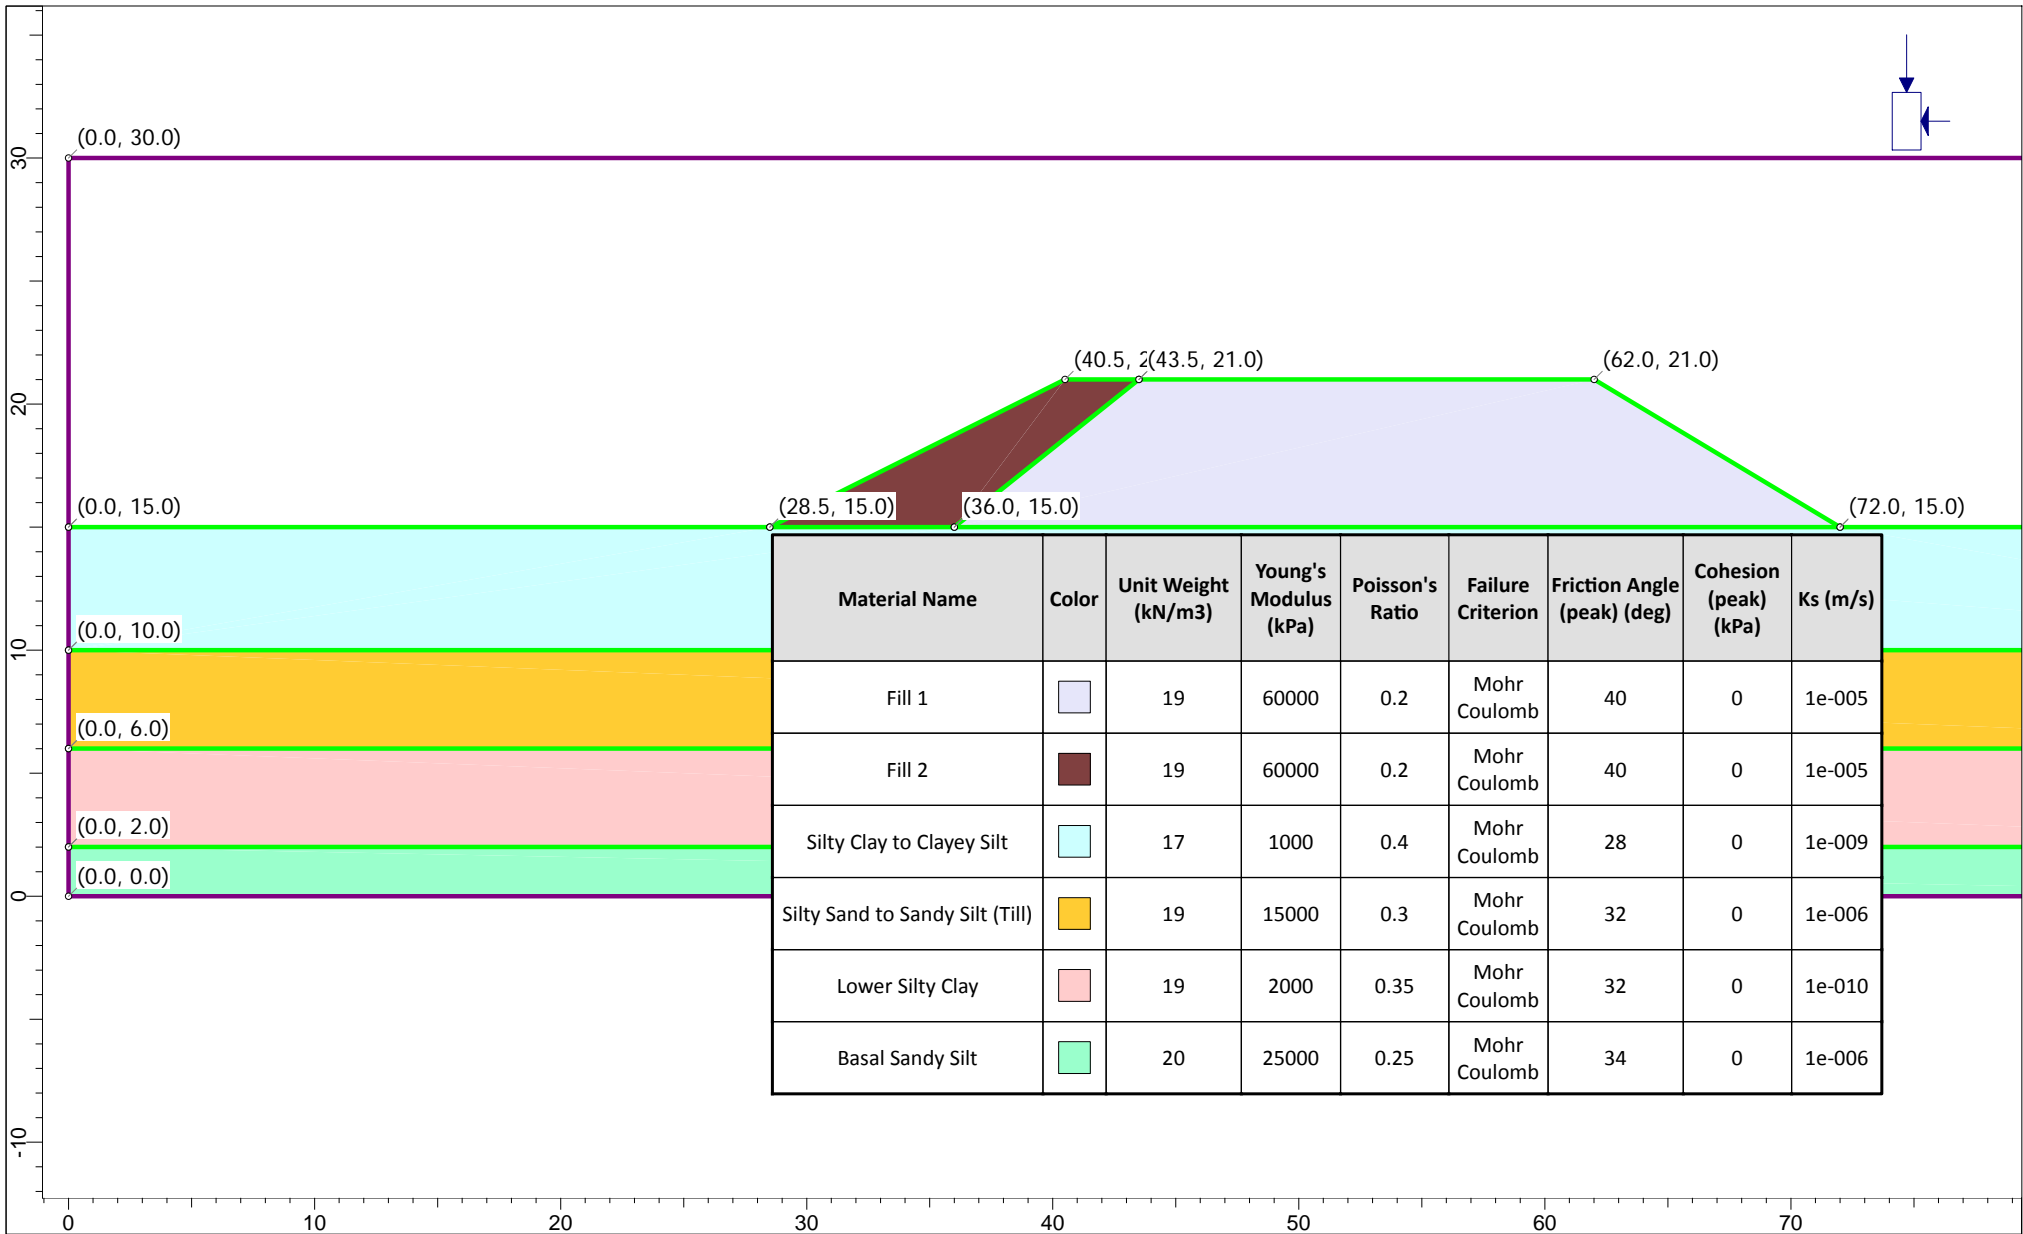 (0.0, 30.0)
30
(40.5, 2
(43.5, 21.0)
(62.0, 21.0)
20
(0.0, 15.0)
(28.5, 15.0)
(36.0, 15.0)
(72.0, 15.0)
(0.0, 10.0)
10
(0.0, 6.0)
(0.0, 2.0)
(0.0, 0.0)
0
-10
Material Name Color Unit Weight (kN/m3) Young's Modulus (kPa) Poisson's Ratio Failure Criterion Friction Angle (peak) (deg) Cohesion (peak) (kPa) Ks (m/s)
Fill 1 19 60000 0.2 Mohr Coulomb 40 0 1e-005
Fill 2 19 60000 0.2 Mohr Coulomb 40 0 1e-005
Silty Clay to Clayey Silt 17 1000 0.4 Mohr Coulomb 28 0 1e-009
Silty Sand to Sandy Silt (Till) 19 15000 0.3 Mohr Coulomb 32 0 1e-006
Lower Silty Clay 19 2000 0.35 Mohr Coulomb 32 0 1e-010
Basal Sandy Silt 20 25000 0.25 Mohr Coulomb 34 0 1e-006
0 10 20 30 40 50 60 70